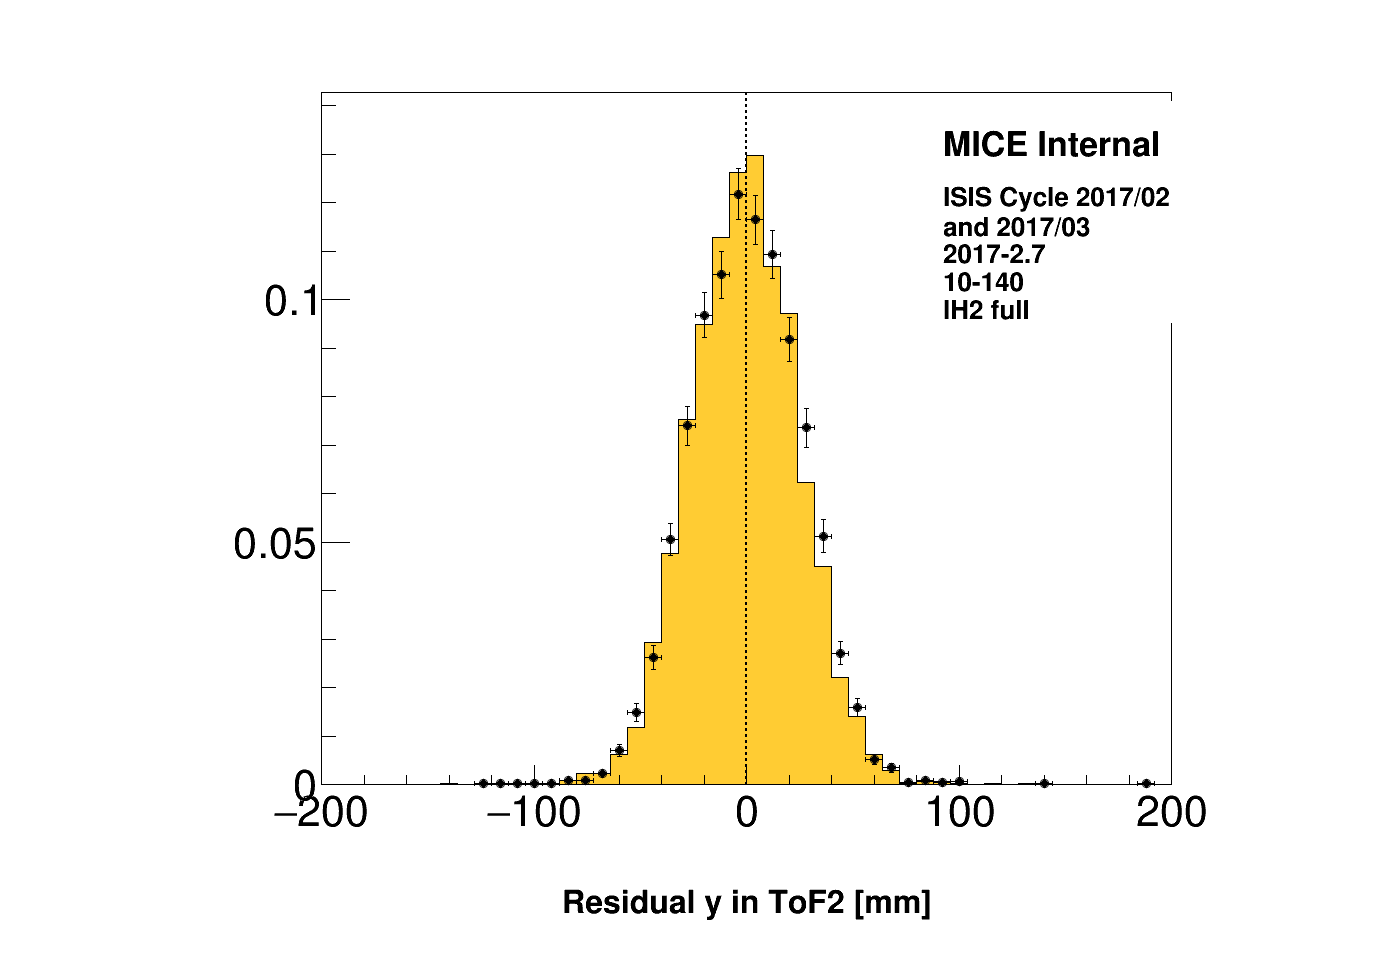 MICE Internal
ISIS Cycle 2017/02
and 2017/03
2017-2.7
10-140
IH2 full
0.1
0.05
0
−200 −100 0 100 200
Residual y in ToF2 [mm]